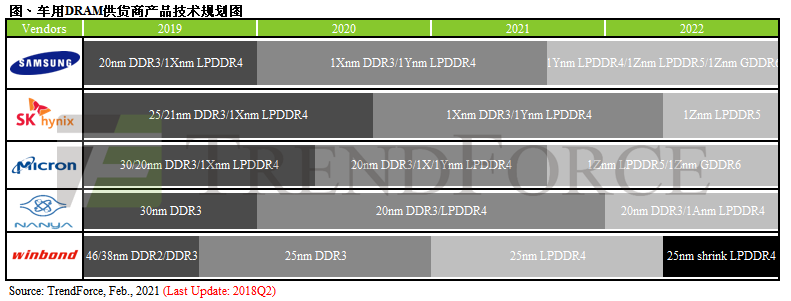 图、车用DRAM供货商产品技术规划图
Vendors 2019 2020 2021 2022
SAMSUNG 20nm DDR3/1Xnm LPDDR4 1Xnm DDR3/1Ynm LPDDR4 1Ynm LPDDR4/1Znm LPDDR5/1Znm GDDR6
SK hynix 25/21nm DDR3/1Xnm LPDDR4 1Xnm DDR3/1Ynm LPDDR4 1Znm LPDDR5
Micron 30/20nm DDR3/1Xnm LPDDR4 20nm DDR3/1X/1Ynm LPDDR4 1Znm LPDDR5/1Znm GDDR6
TRENDFORCE
NANYA 30nm DDR3 20nm DDR3/LPDDR4 20nm DDR3/1Anm LPDDR4
winbond 46/38nm DDR2/DDR3 25nm DDR3 25nm LPDDR4 25nm shrink LPDDR4
Source: TrendForce, Feb., 2021 (Last Update: 2018Q2)